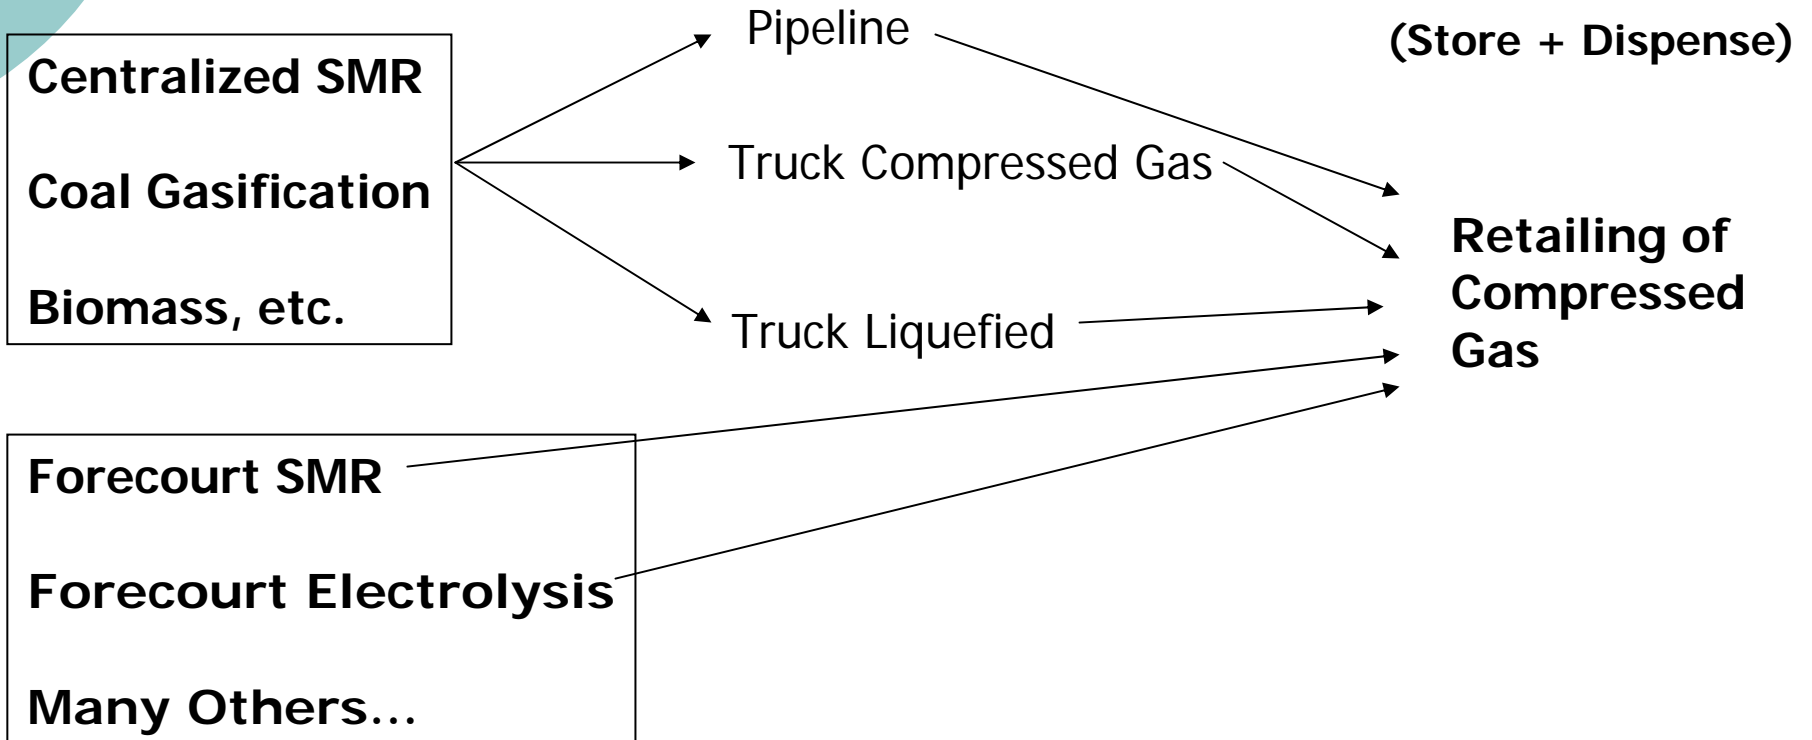 Pipeline
(Store + Dispense)
Centralized SMR
Truck Compressed Gas
Coal Gasification
Retailing of
Compressed
Gas
Biomass, etc.
Truck Liquefied
Forecourt SMR
Forecourt Electrolysis
Many Others...